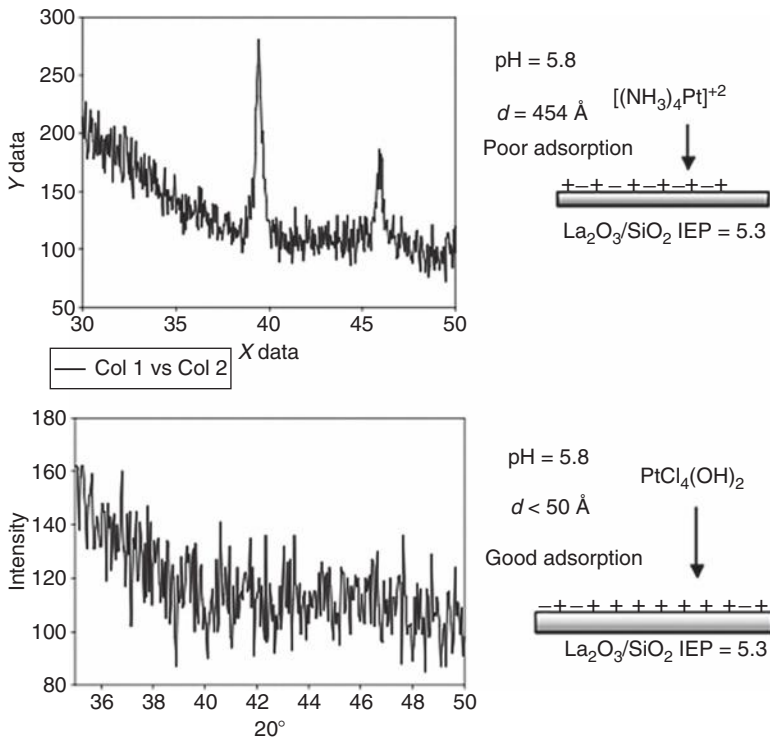 300
250
200
150
100
50
Y data
30 35 40 45 50
X data
Col 1 vs Col 2
pH = 5.8
d = 454 Å
[(NH₃)₄Pt]⁺²
Poor adsorption
+–+ – +–+–+–+
La₂O₃/SiO₂ IEP = 5.3
180
160
140
120
100
80
Intensity
36 38 40 42 44 46 48 50
20°
pH = 5.8
PtCl₄(OH)₂
d < 50 Å
Good adsorption
–+–+ + + + + + +–+
La₂O₃/SiO₂ IEP = 5.3